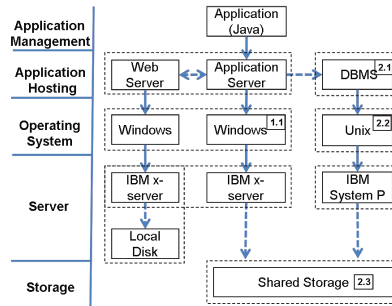 Application
Management
Application
(Java)
Application
Hosting
Web
Server
Application
Server
DBMS
2.1
Operating
System
Windows
Windows
1.1
Unix
2.2
Server
IBM x-
server
IBM x-
server
IBM
System P
Local
Disk
Storage
Shared Storage
2.3